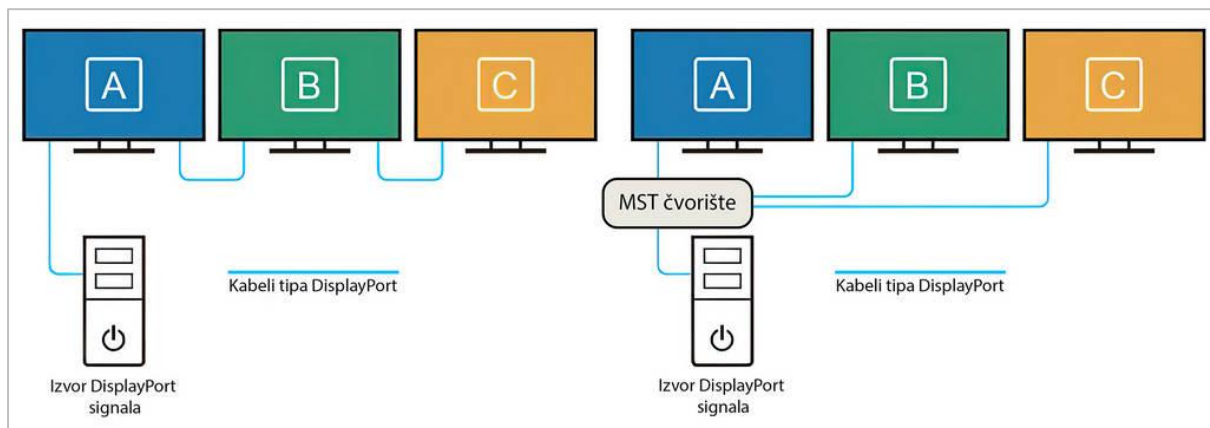 A
B
C
Kabeli tipa DisplayPort
Izvor DisplayPort
signala
A
B
C
MST čvorište
Kabeli tipa DisplayPort
Izvor DisplayPort
signala